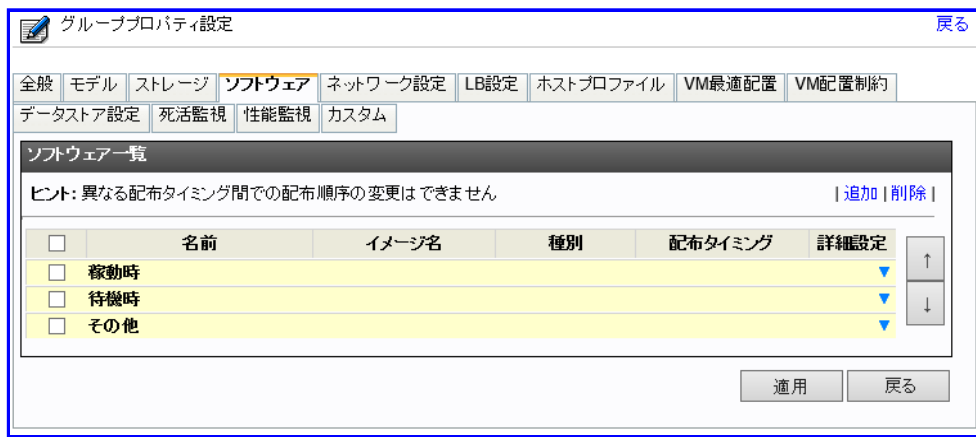 グループプロパティ設定 戻る
全般 モデル ストレージ ソフトウェア ネットワーク設定 LB設定 ホストプロファイル VM最適配置 VM配置制約
データストア設定 死活監視 性能監視 カスタム
ソフトウェア一覧
ヒント: 異なる配布タイミング間での配布順序の変更はできません | 追加 | 削除 |
名前 イメージ名 種別 配布タイミング 詳細設定
↑
稼動時 ▼
待機時 ▼
↓
その他 ▼
適用 戻る